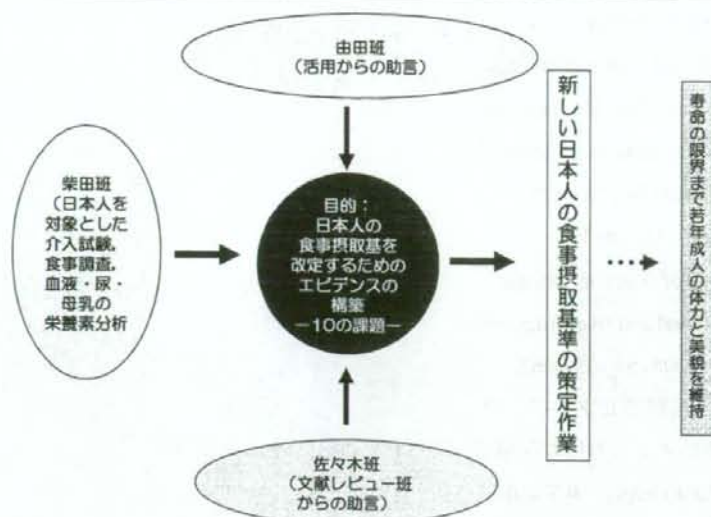 由田班
(活用からの助言)
柴田班
(日本人を
対象とした
介入試験,
食事調査,
血液・尿・
母乳の
栄養素分析
目的:
日本人の
食事摂取基を
改定するための
エビデンスの
構築
—10の課題—
佐々木班
(文献レビュー班
からの助言)
新しい日本人の食事摂取基準の策定作業
寿命の限界まで若年成人の体力と美貌を維持